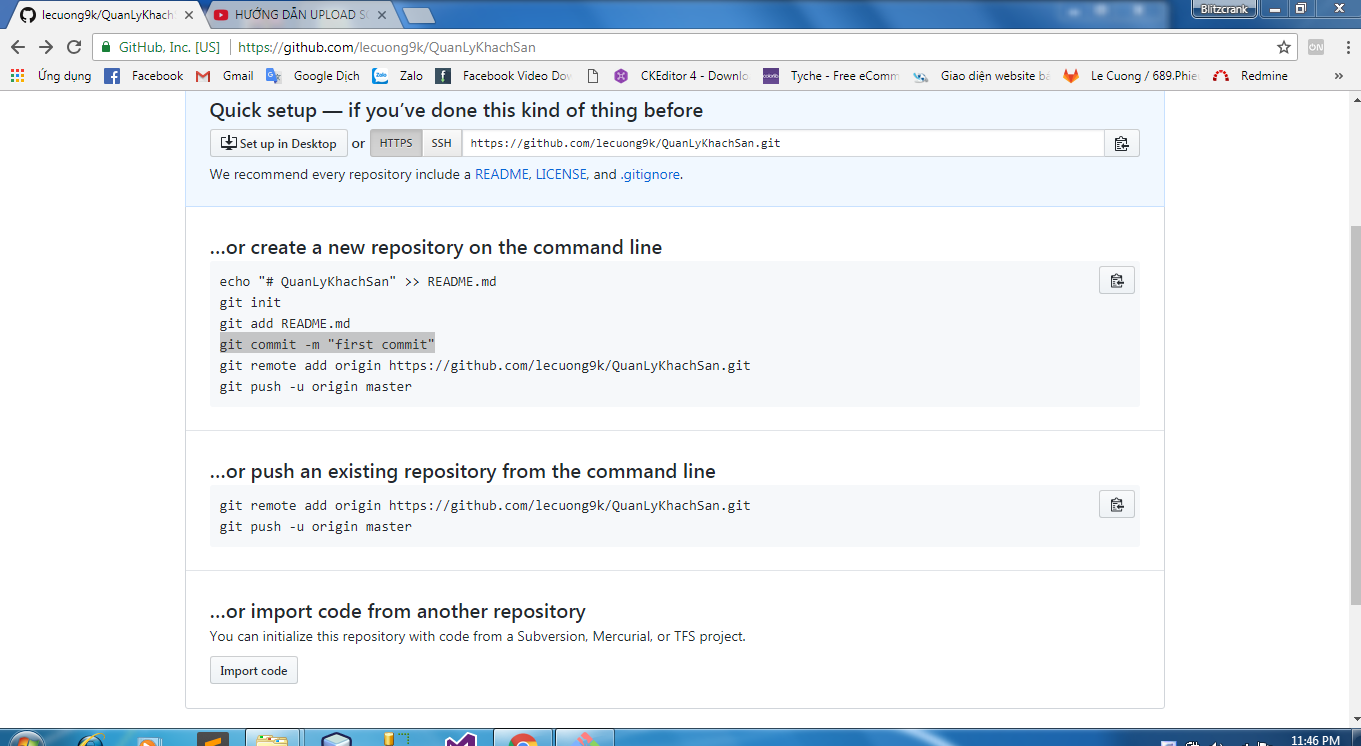 lecuong9k/QuanLyKhach
HƯỚNG DẪN UPLOAD
Blitzcrank
GitHub, Inc. [US]
https://github.com/lecuong9k/QuanLyKhachSan
ON
Ứng dụng
Facebook
Gmail
Google Dịch
Zalo
Facebook Video Dow
CKEditor 4 - Downlo
Tyche - Free eComm
Giao diện website bá
Le Cuong / 689.Phie
Redmine
»
Quick setup — if you’ve done this kind of thing before
Set up in Desktop
or
HTTPS
SSH
https://github.com/lecuong9k/QuanLyKhachSan.git
We recommend every repository include a README, LICENSE, and .gitignore.
…or create a new repository on the command line
echo "# QuanLyKhachSan" >> README.md
git init
git add README.md
git commit -m "first commit"
git remote add origin https://github.com/lecuong9k/QuanLyKhachSan.git
git push -u origin master
…or push an existing repository from the command line
git remote add origin https://github.com/lecuong9k/QuanLyKhachSan.git
git push -u origin master
…or import code from another repository
You can initialize this repository with code from a Subversion, Mercurial, or TFS project.
Import code
11:46 PM